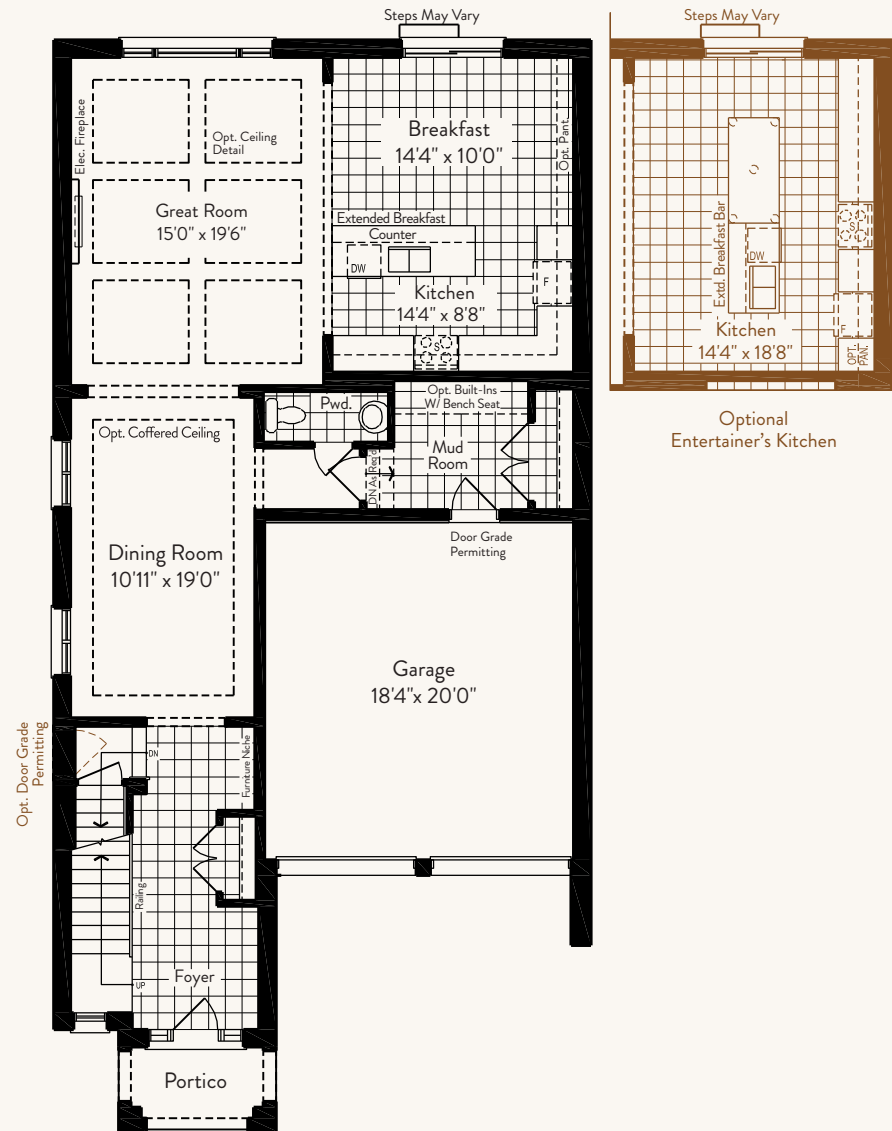 Steps May Vary
Steps May Vary
Elec. Fireplace
Opt. Ceiling
Detail
Great Room
15'0" x 19'6"
Breakfast
14'4" x 10'0"
Opt. Pant.
Extended Breakfast
Counter
DW
F
Kitchen
14'4" x 8'8"
S
Extd. Breakfast Bar
DW
S
F
OPT.
PAN.
Kitchen
14'4" x 18'8"
Optional
Entertainer's Kitchen
Pwd.
Opt. Built-Ins
W/ Bench Seat
Mud
Room
DN As Req'd
Opt. Coffered Ceiling
Door Grade
Permitting
Dining Room
10'11" x 19'0"
Garage
18'4"x 20'0"
Opt. Door Grade
Permitting
DN
Furniture Niche
Railing
UP
Foyer
Portico